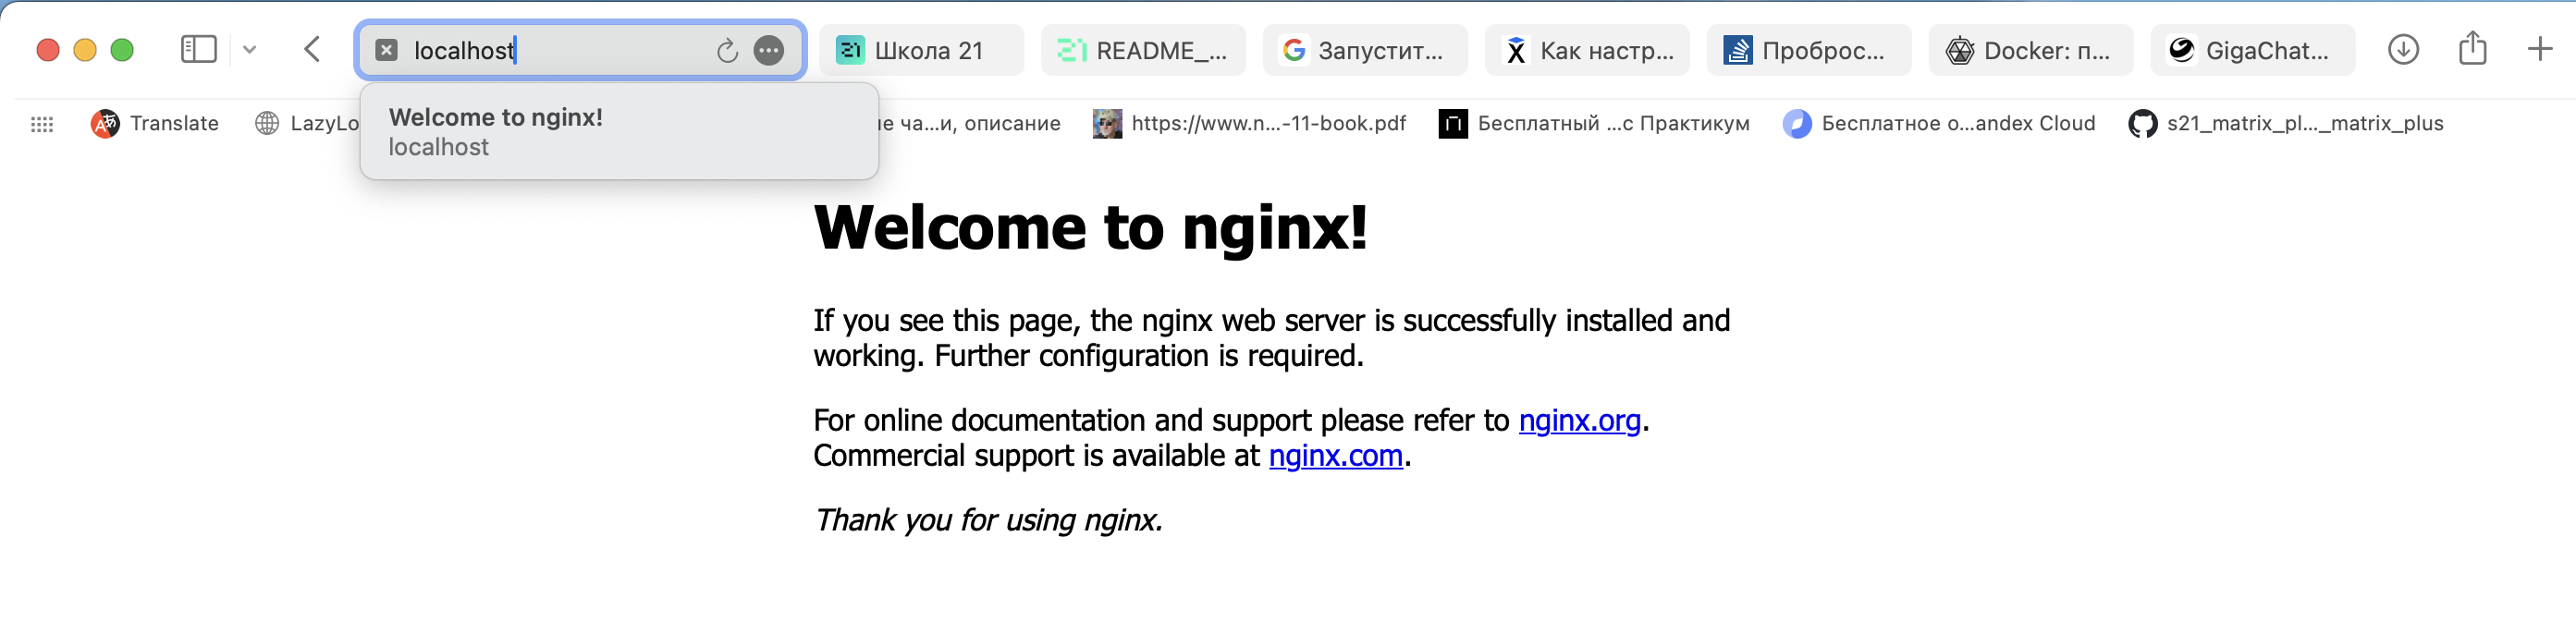 localhost
Школа 21
README_...
Запустит...
Как настр...
Проброс...
Docker: п...
GigaChat...
Translate
LazyLo
ие ча...и, описание
https://www.n...-11-book.pdf
Бесплатный ...с Практикум
Бесплатное о...andex Cloud
s21_matrix_pl..._matrix_plus
Welcome to nginx!
localhost
Welcome to nginx!
If you see this page, the nginx web server is successfully installed and
working. Further configuration is required.
For online documentation and support please refer to nginx.org.
Commercial support is available at nginx.com.
Thank you for using nginx.